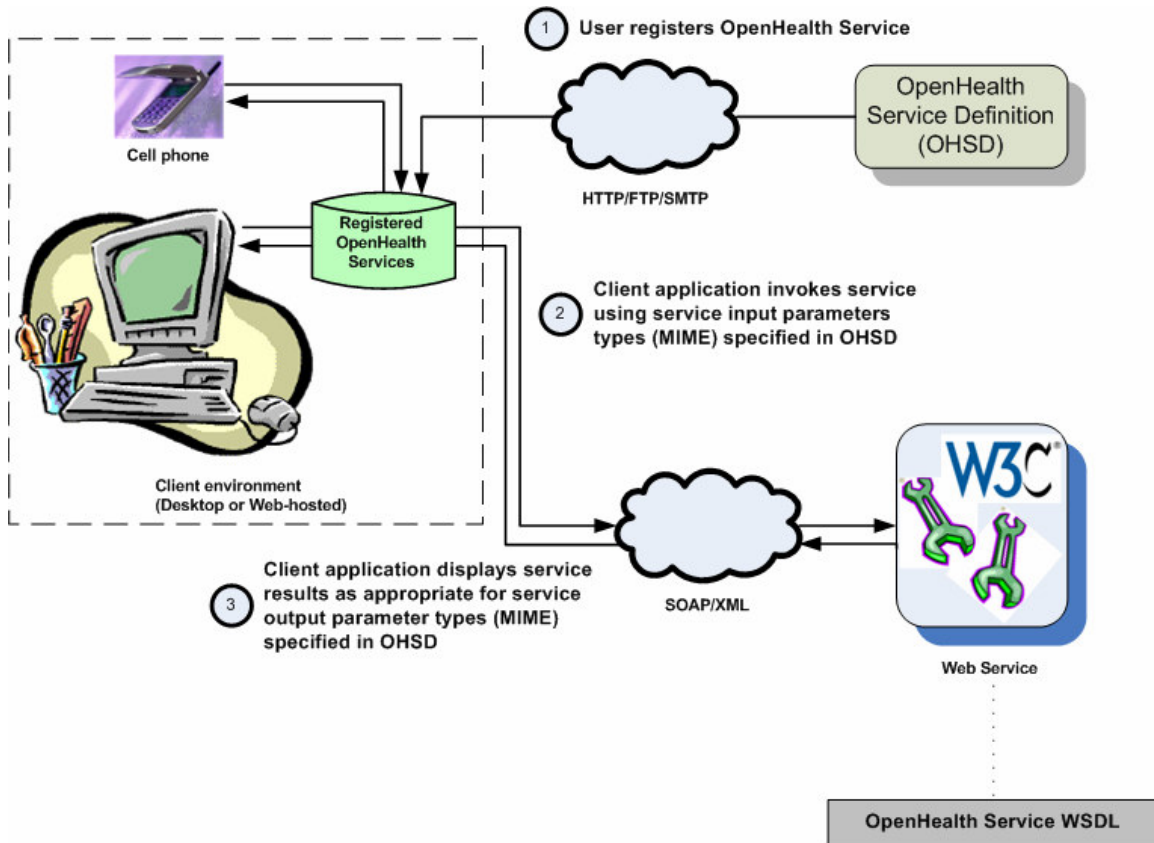 1
User registers OpenHealth Service
OpenHealth
Service Definition
(OHSD)
Cell phone
HTTP/FTP/SMTP
Registered
OpenHealth
Services
2
Client application invokes service
using service input parameters
types (MIME) specified in OHSD
Client environment
(Desktop or Web-hosted)
W3C®
3
Client application displays service
results as appropriate for service
output parameter types (MIME)
specified in OHSD
SOAP/XML
Web Service
OpenHealth Service WSDL